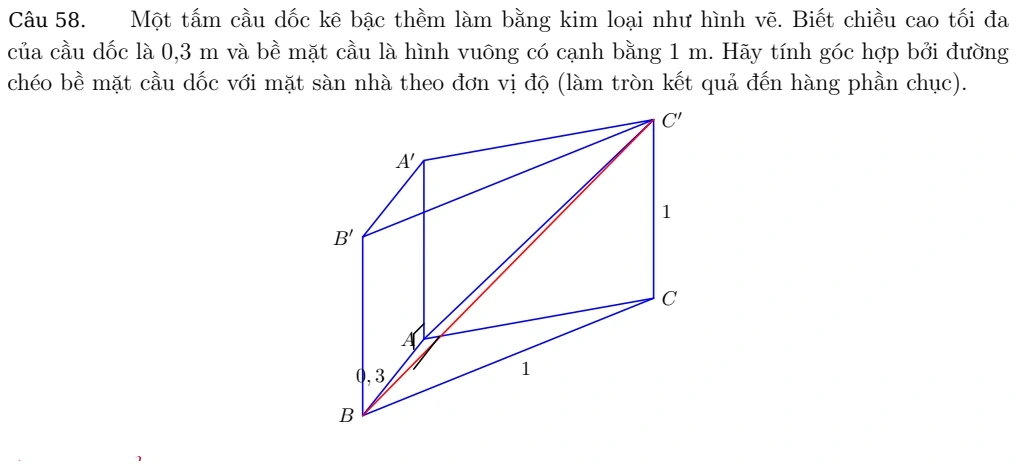 Câu 58. Một tấm cầu dốc kê bậc thềm làm bằng kim loại như hình vẽ. Biết chiều cao tối đa
của cầu dốc là 0,3 m và bề mặt cầu là hình vuông có cạnh bằng 1 m. Hãy tính góc hợp bởi đường
chéo bề mặt cầu dốc với mặt sàn nhà theo đơn vị độ (làm tròn kết quả đến hàng phần chục).
C′
A′
1
B′
C
A
0,3
1
B